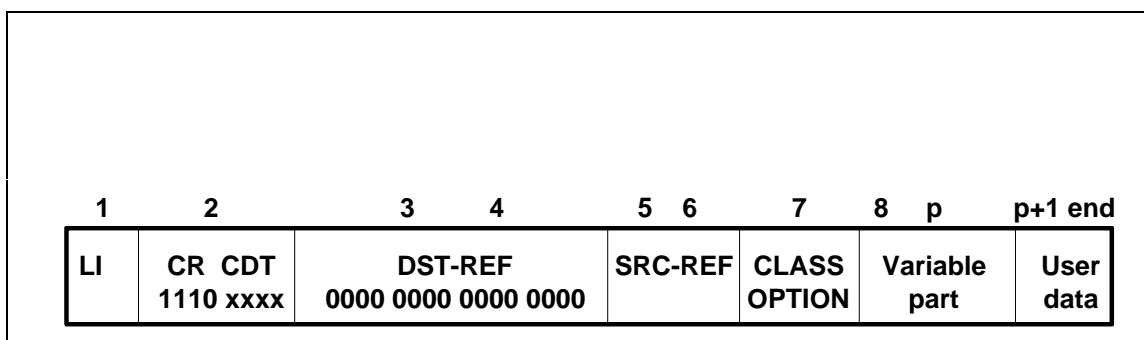 1 2 3 4 5 6 7 8 p p+1 end
LI CR CDT DST-REF SRC-REF CLASS Variable User
1110 xxxx 0000 0000 0000 0000 OPTION part data